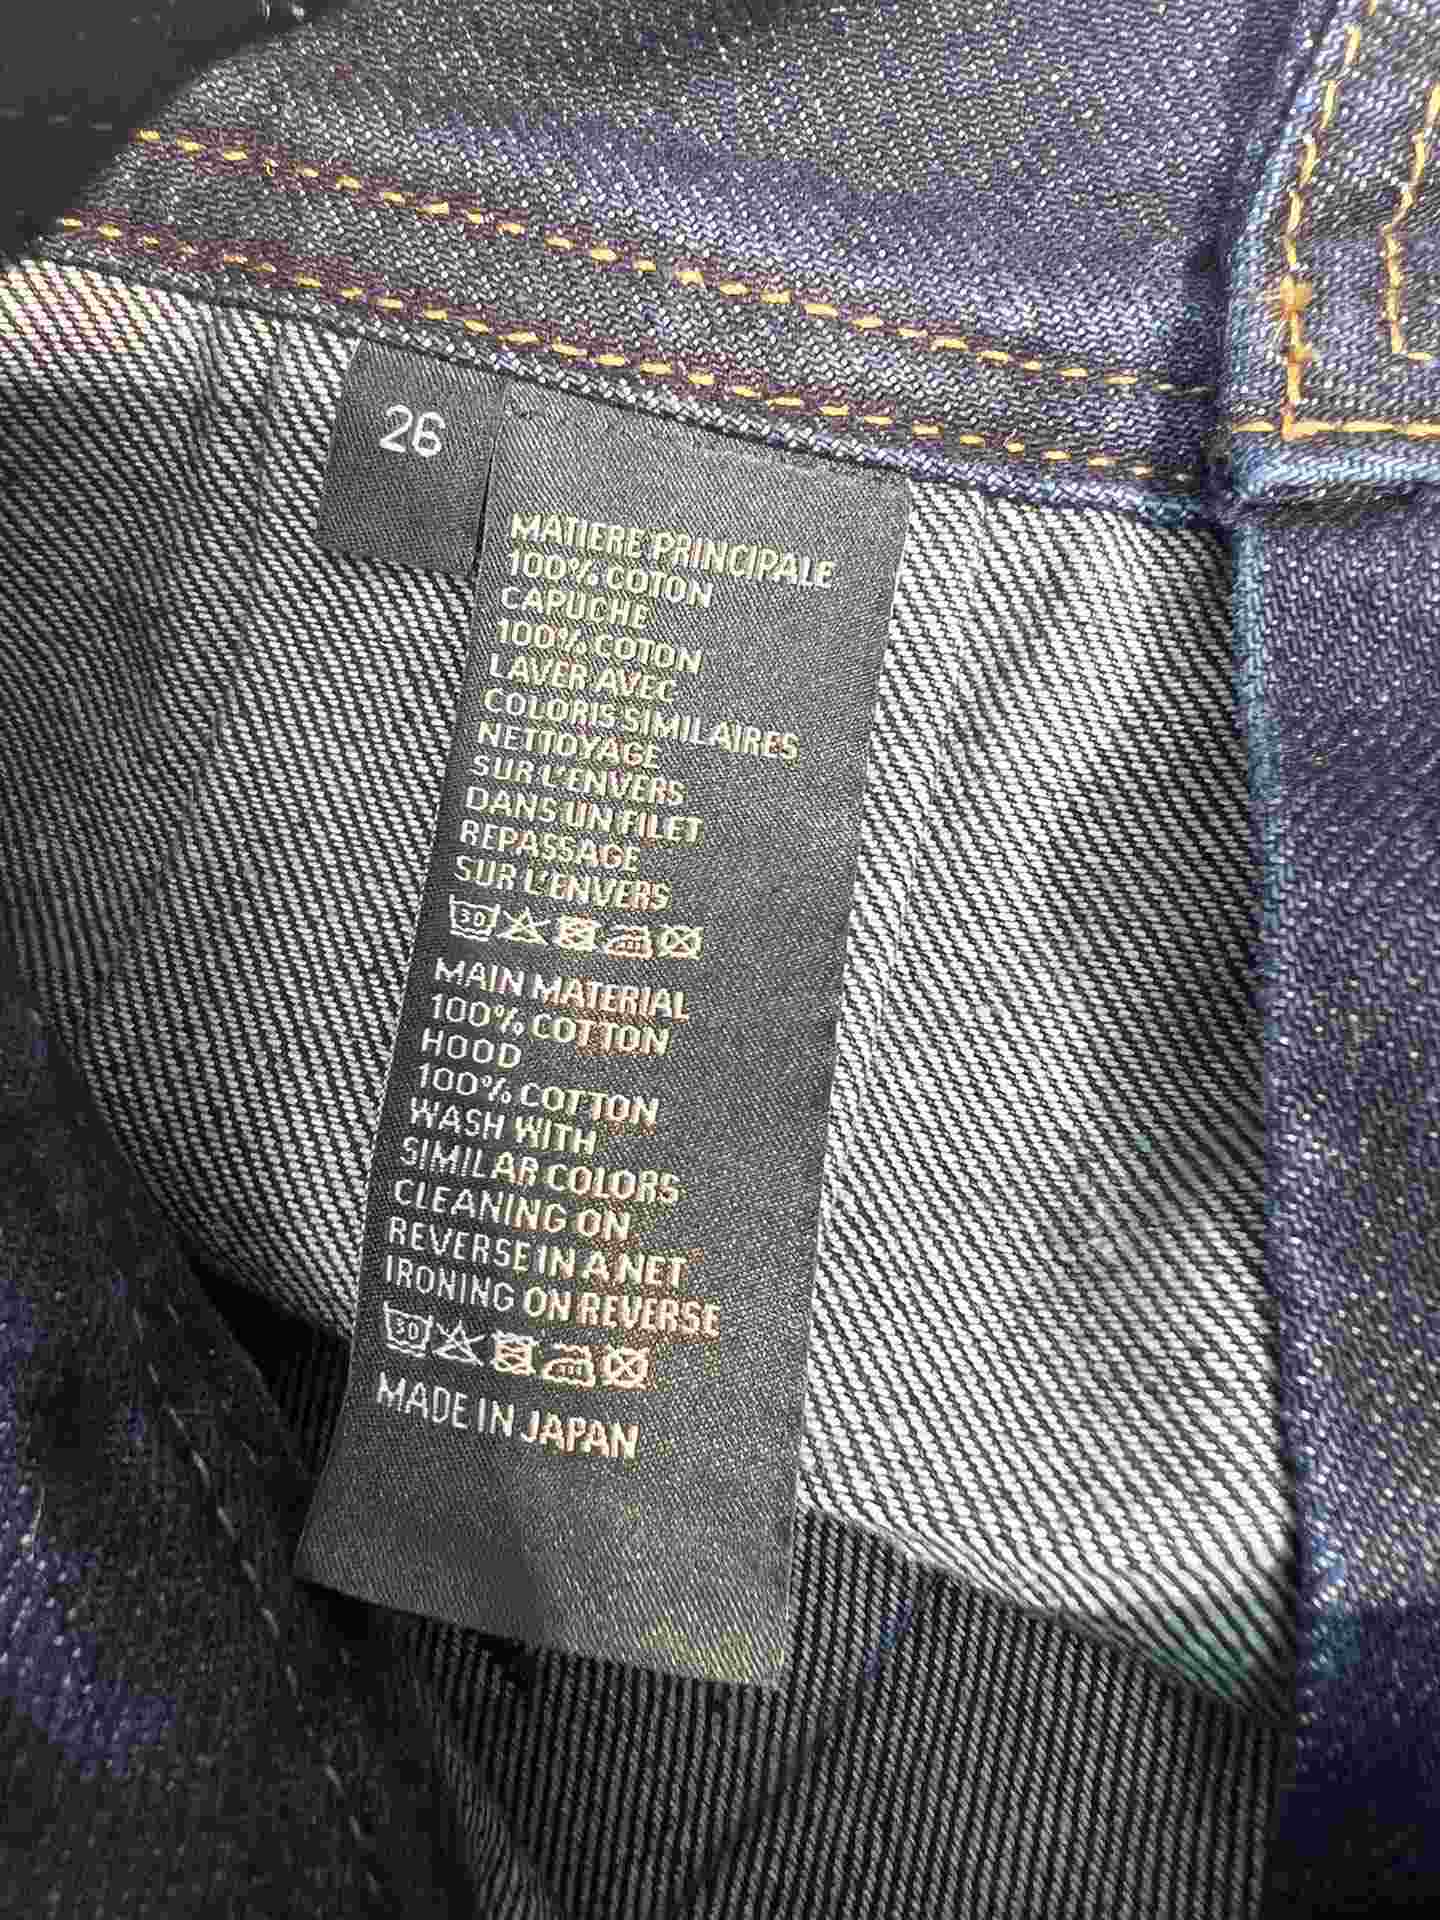 26
MATIERE PRINCIPALE
100% COTON
CAPUCHE
100% COTON
LAVER AVEC
COLORIS SIMILAIRES
NETTOYAGE
SUR L'ENVERS
DANS UN FILET
REPASSAGE
SUR L'ENVERS
30
MAIN MATERIAL
100% COTTON
HOOD
100% COTTON
WASH WITH
SIMILAR COLORS
CLEANING ON
REVERSE IN A NET
IRONING ON REVERSE
30
MADE IN JAPAN